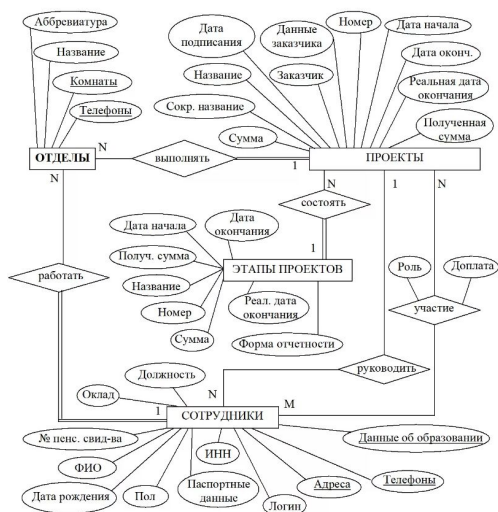 Аббревиатура
Название
Комнаты
Телефоны
ОТДЕЛЫ
N
N
выполнять
Дата
подписания
Данные
заказчика
Номер
Дата начала
Название
Заказчик
Дата оконч.
Сокр. название
Реальная дата
окончания
Сумма
Полученная
сумма
1
ПРОЕКТЫ
N
1
N
состоять
1
Дата начала
Дата
окончания
Получ. сумма
ЭТАПЫ ПРОЕКТОВ
Название
Номер
Реал. дата
окончания
Сумма
Форма отчетности
работать
Роль
Доплата
участие
руководить
Должность
Оклад
N
M
1
СОТРУДНИКИ
№ пенс. свид-ва
ИНН
Данные об образовании
ФИО
Дата рождения
Пол
Паспортные
данные
Логин
Адреса
Телефоны